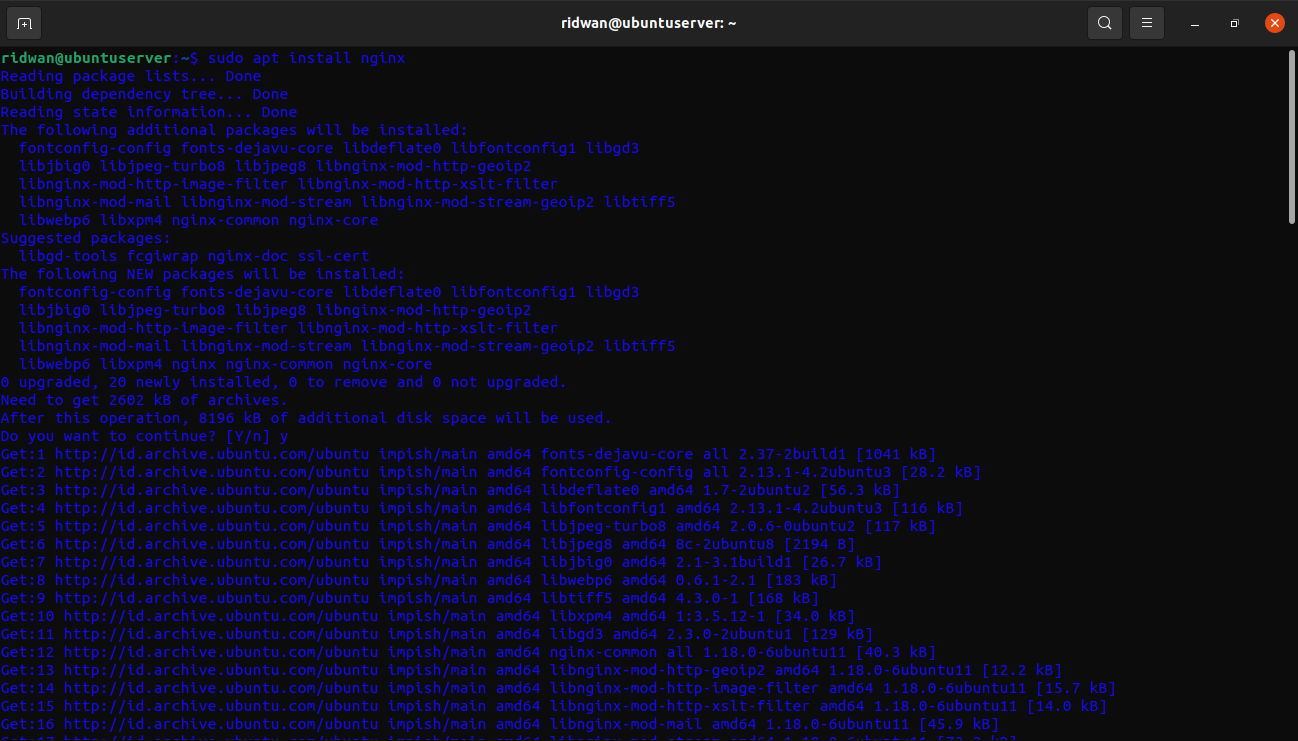 ridwan@ubuntuserver: ~
ridwan@ubuntuserver:~$ sudo apt install nginx
Reading package lists... Done
Building dependency tree... Done
Reading state information... Done
The following additional packages will be installed:
  fontconfig-config fonts-dejavu-core libdeflate0 libfontconfig1 libgd3
  libjbig0 libjpeg-turbo8 libjpeg8 libnginx-mod-http-geoip2
  libnginx-mod-http-image-filter libnginx-mod-http-xslt-filter
  libnginx-mod-mail libnginx-mod-stream libnginx-mod-stream-geoip2 libtiff5
  libwebp6 libxpm4 nginx-common nginx-core
Suggested packages:
  libgd-tools fcgiwrap nginx-doc ssl-cert
The following NEW packages will be installed:
  fontconfig-config fonts-dejavu-core libdeflate0 libfontconfig1 libgd3
  libjbig0 libjpeg-turbo8 libjpeg8 libnginx-mod-http-geoip2
  libnginx-mod-http-image-filter libnginx-mod-http-xslt-filter
  libnginx-mod-mail libnginx-mod-stream libnginx-mod-stream-geoip2 libtiff5
  libwebp6 libxpm4 nginx nginx-common nginx-core
0 upgraded, 20 newly installed, 0 to remove and 0 not upgraded.
Need to get 2602 kB of archives.
After this operation, 8196 kB of additional disk space will be used.
Do you want to continue? [Y/n] y
Get:1 http://id.archive.ubuntu.com/ubuntu impish/main amd64 fonts-dejavu-core all 2.37-2build1 [1041 kB]
Get:2 http://id.archive.ubuntu.com/ubuntu impish/main amd64 fontconfig-config all 2.13.1-4.2ubuntu3 [28.2 kB]
Get:3 http://id.archive.ubuntu.com/ubuntu impish/main amd64 libdeflate0 amd64 1.7-2ubuntu2 [56.3 kB]
Get:4 http://id.archive.ubuntu.com/ubuntu impish/main amd64 libfontconfig1 amd64 2.13.1-4.2ubuntu3 [116 kB]
Get:5 http://id.archive.ubuntu.com/ubuntu impish/main amd64 libjpeg-turbo8 amd64 2.0.6-0ubuntu2 [117 kB]
Get:6 http://id.archive.ubuntu.com/ubuntu impish/main amd64 libjpeg8 amd64 8c-2ubuntu8 [2194 B]
Get:7 http://id.archive.ubuntu.com/ubuntu impish/main amd64 libjbig0 amd64 2.1-3.1build1 [26.7 kB]
Get:8 http://id.archive.ubuntu.com/ubuntu impish/main amd64 libwebp6 amd64 0.6.1-2.1 [183 kB]
Get:9 http://id.archive.ubuntu.com/ubuntu impish/main amd64 libtiff5 amd64 4.3.0-1 [168 kB]
Get:10 http://id.archive.ubuntu.com/ubuntu impish/main amd64 libxpm4 amd64 1:3.5.12-1 [34.0 kB]
Get:11 http://id.archive.ubuntu.com/ubuntu impish/main amd64 libgd3 amd64 2.3.0-2ubuntu1 [129 kB]
Get:12 http://id.archive.ubuntu.com/ubuntu impish/main amd64 nginx-common all 1.18.0-6ubuntu11 [40.3 kB]
Get:13 http://id.archive.ubuntu.com/ubuntu impish/main amd64 libnginx-mod-http-geoip2 amd64 1.18.0-6ubuntu11 [12.2 kB]
Get:14 http://id.archive.ubuntu.com/ubuntu impish/main amd64 libnginx-mod-http-image-filter amd64 1.18.0-6ubuntu11 [15.7 kB]
Get:15 http://id.archive.ubuntu.com/ubuntu impish/main amd64 libnginx-mod-http-xslt-filter amd64 1.18.0-6ubuntu11 [14.0 kB]
Get:16 http://id.archive.ubuntu.com/ubuntu impish/main amd64 libnginx-mod-mail amd64 1.18.0-6ubuntu11 [45.9 kB]